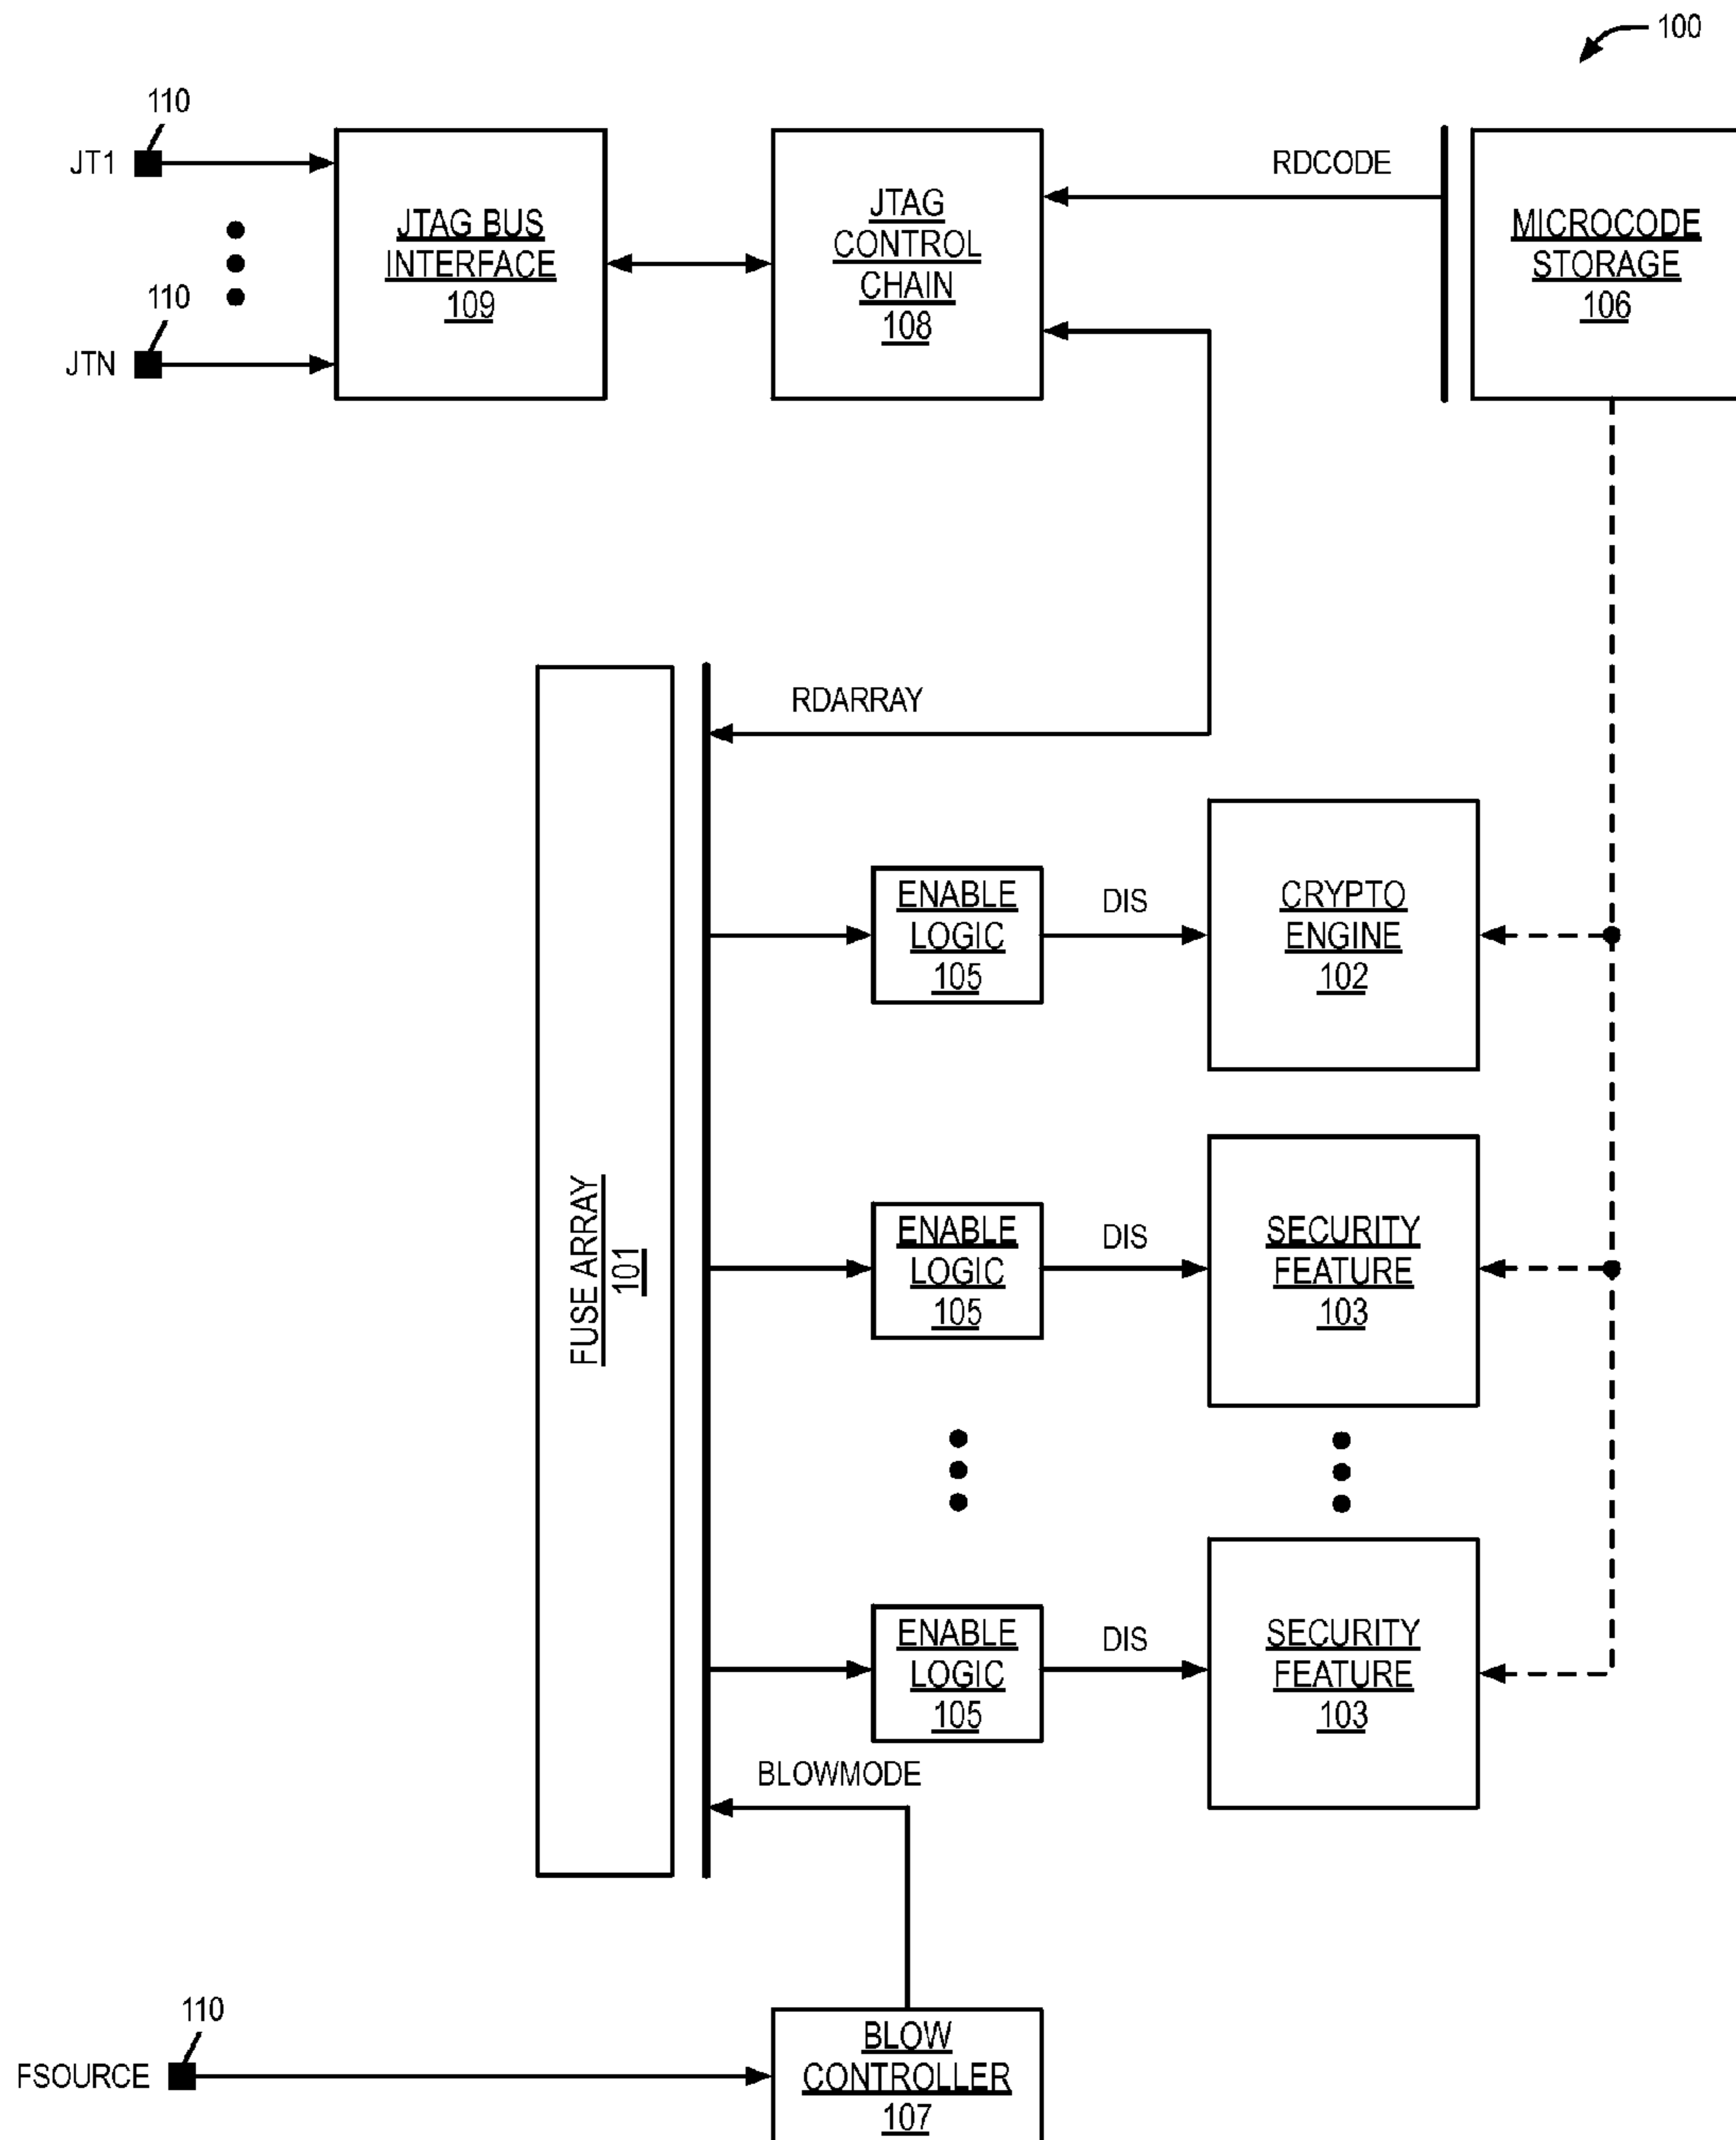 100
110
JT1
JTAG BUS
INTERFACE
109
110
JTN
JTAG
CONTROL
CHAIN
108
RDCODE
MICROCODE
STORAGE
106
RDARRAY
FUSE ARRAY
101
ENABLE
LOGIC
105
DIS
CRYPTO
ENGINE
102
ENABLE
LOGIC
105
DIS
SECURITY
FEATURE
103
ENABLE
LOGIC
105
DIS
SECURITY
FEATURE
103
BLOWMODE
110
FSOURCE
BLOW
CONTROLLER
107